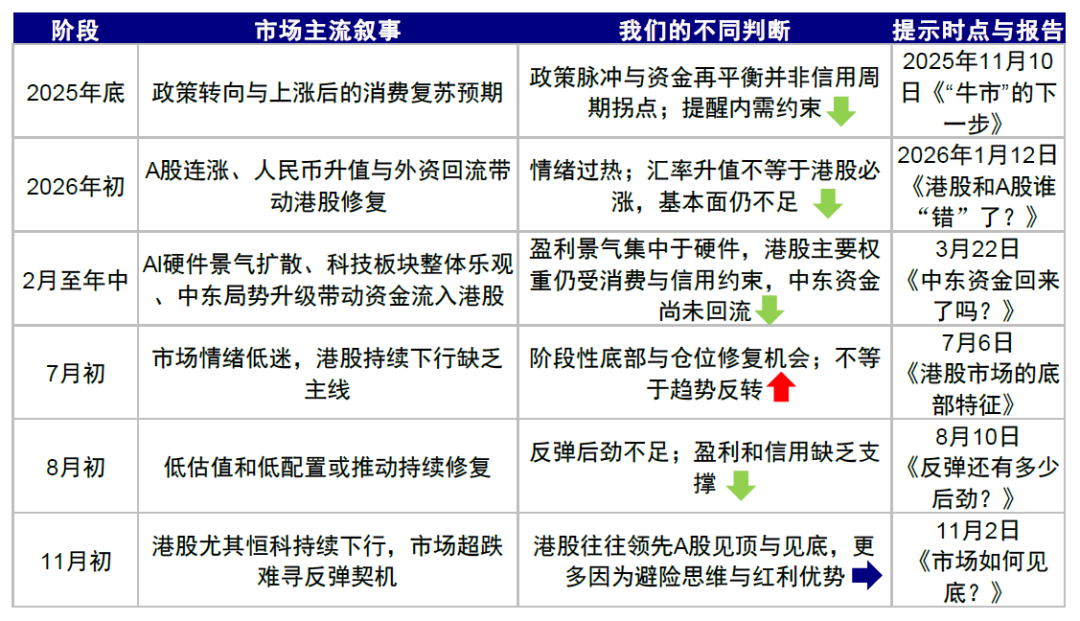 阶段
市场主流叙事
我们的不同判断
提示时点与报告
2025年底
政策转向与上涨后的消费复苏预期
政策脉冲与资金再平衡并非信用周
期拐点；提醒内需约束
2025年11月10
日《“牛市”的下
一步》
2026年初
A股连涨、人民币升值与外资回流带
动港股修复
情绪过热；汇率升值不等于港股必
涨，基本面仍不足
2026年1月12日
《港股和A股谁
“错”了？》
2月至年中
AI硬件景气扩散、科技板块整体乐观
、中东局势升级带动资金流入港股
盈利景气集中于硬件，港股主要权
重仍受消费与信用约束，中东资金
尚未回流
3月22日
《中东资金回来
了吗？》
7月初
市场情绪低迷，港股持续下行缺乏
主线
阶段性底部与仓位修复机会；不等
于趋势反转
7月6日
《港股市场的底
部特征》
8月初
低估值和低配置或推动持续修复
反弹后劲不足；盈利和信用缺乏支
撑
8月10日
《反弹还有多少
后劲？》
11月初
港股尤其恒科持续下行，市场超跌
难寻反弹契机
港股往往领先A股见顶与见底，更
多因为避险思维与红利优势
11月2日
《市场如何见
底？》